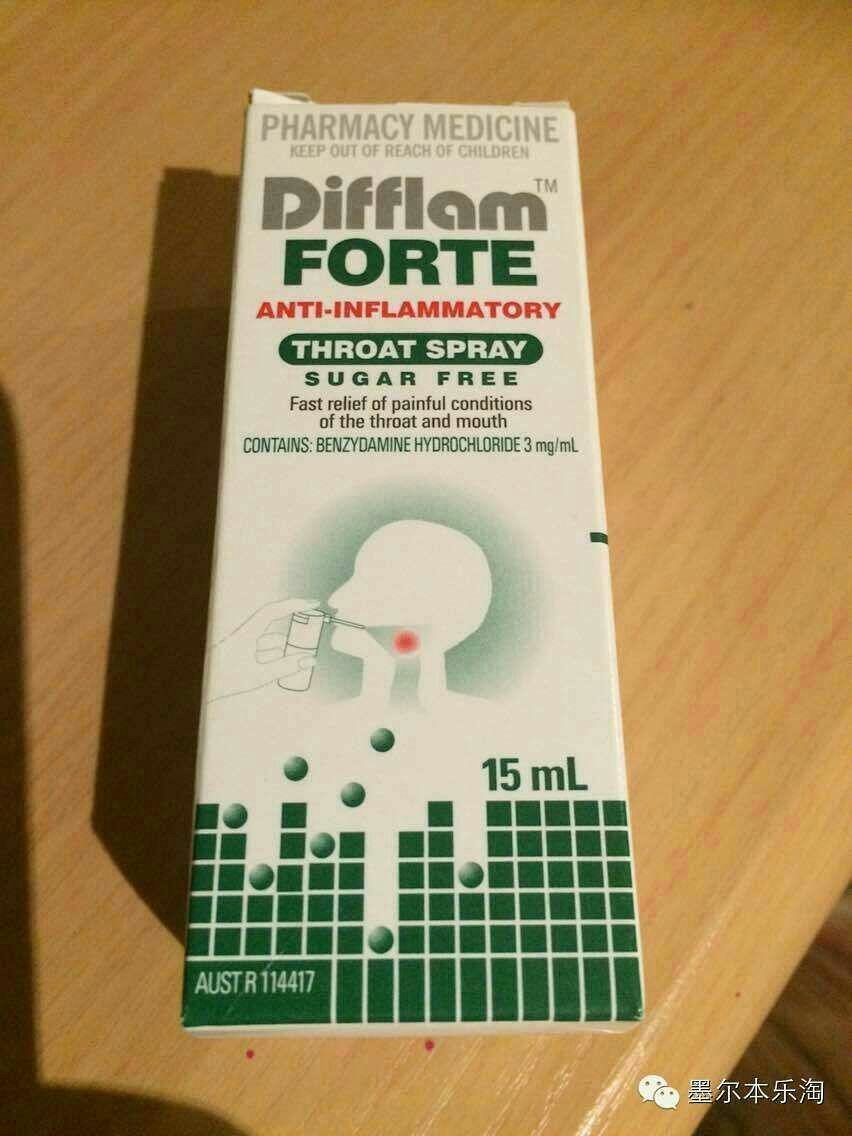 PHARMACY MEDICINE
KEEP OUT OF REACH OF CHILDREN
Difflam™
FORTE
ANTI-INFLAMMATORY
THROAT SPRAY
SUGAR FREE
Fast relief of painful conditions
of the throat and mouth
CONTAINS: BENZYDAMINE HYDROCHLORIDE 3 mg/mL
15 mL
AUST R 114417
墨尔本乐淘